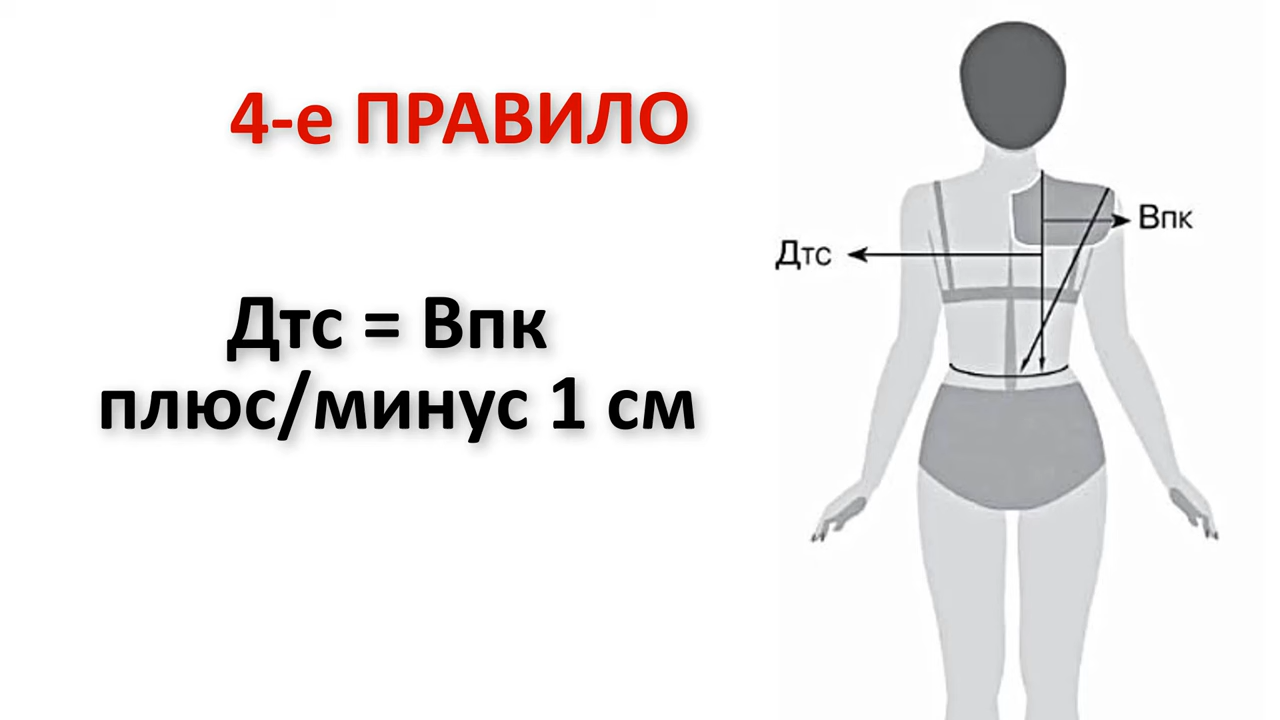 4-е ПРАВИЛО
Дтс = Впк
плюс/минус 1 см
Впк
Дтс